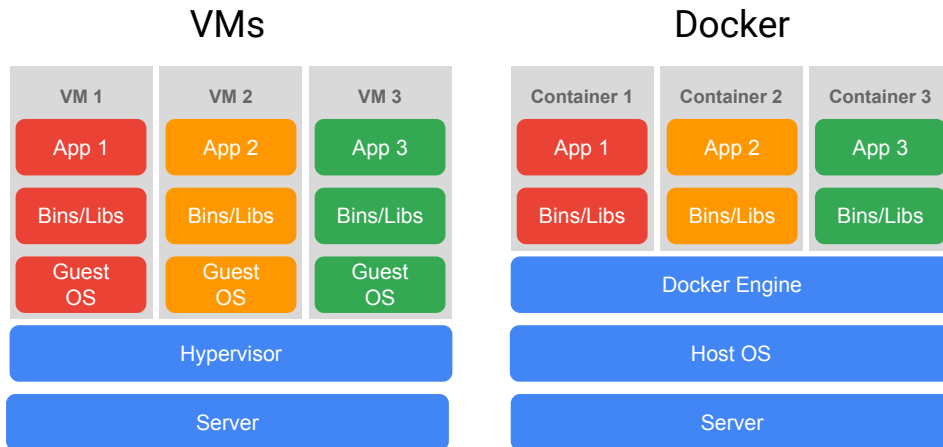 VMs
VM 1
VM 2
VM 3
App 1
App 2
App 3
Bins/Libs
Bins/Libs
Bins/Libs
Guest
OS
Guest
OS
Guest
OS
Hypervisor
Server
Docker
Container 1
Container 2
Container 3
App 1
App 2
App 3
Bins/Libs
Bins/Libs
Bins/Libs
Docker Engine
Host OS
Server